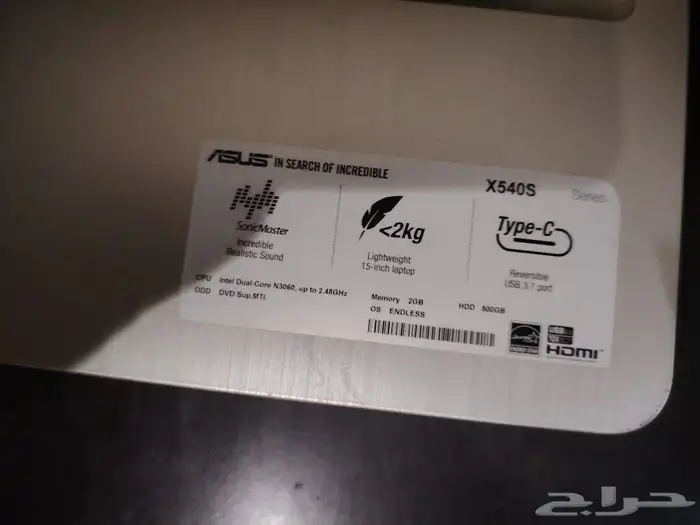 ASUS IN SEARCH OF INCREDIBLE
X540S Series
SonicMaster
Incredible
Realistic Sound
<2kg
Lightweight
15-inch laptop
Type-C
Reversible
USB 3.1 port
CPU Intel Dual-Core N3060, up to 2.48GHz
ODD DVD Sup.MTI.
Memory 2GB HDD 500GB
OS ENDLESS
HDMI
حراج